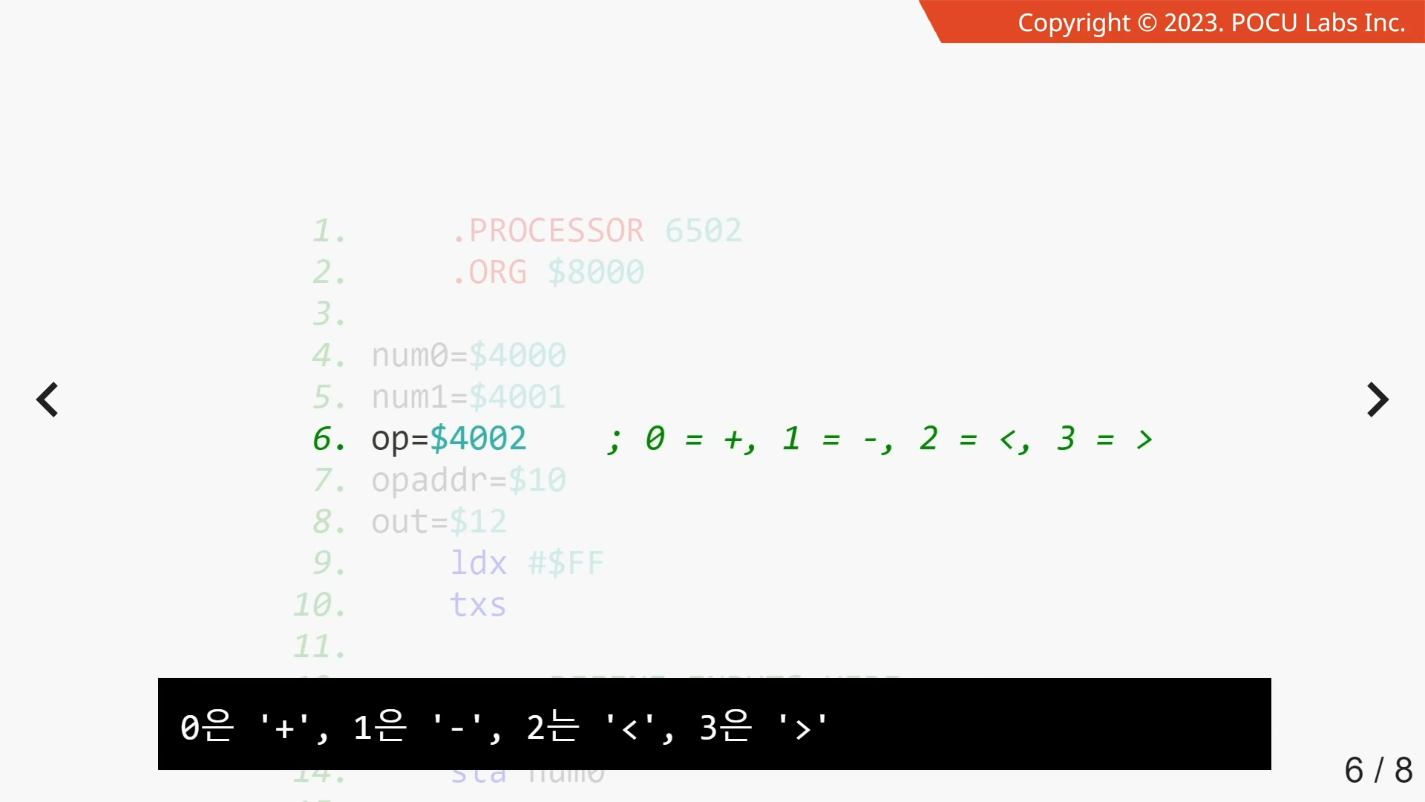 Copyright © 2023. POCU Labs Inc.
1. .PROCESSOR 6502
2. .ORG $8000
3.
4. num0=$4000
5. num1=$4001
6. op=$4002 ; 0 = +, 1 = -, 2 = <, 3 = >
7. opaddr=$10
8. out=$12
9. ldx #$FF
10. txs
11.
0은 '+', 1은 '-', 2는 '<', 3은 '>'
14. sta num0
6 / 8